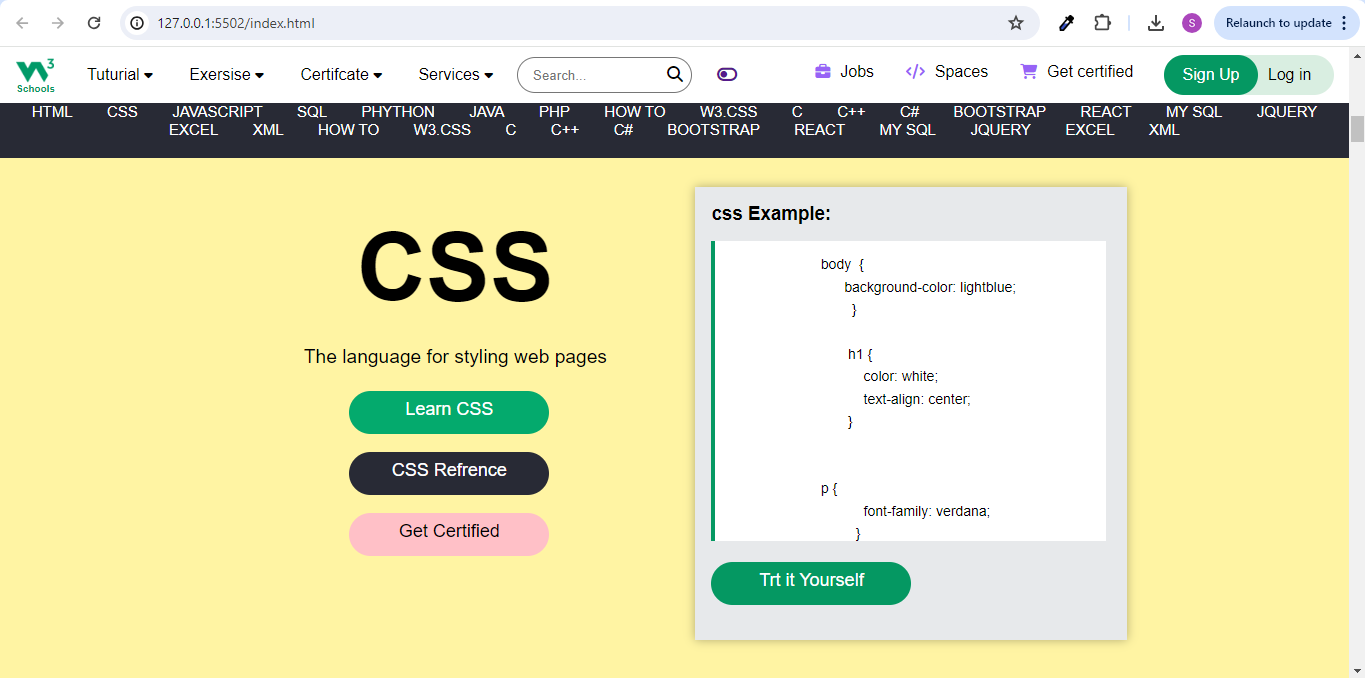 127.0.0.1:5502/index.html
S
Relaunch to update
W3
Schools
Tuturial
Exersise
Certifcate
Services
Search...
Jobs
Spaces
Get certified
Sign Up
Log in
HTML CSS JAVASCRIPT SQL PHYTHON JAVA PHP HOW TO W3.CSS C C++ C# BOOTSTRAP REACT MY SQL JQUERY
EXCEL XML HOW TO W3.CSS C C++ C# BOOTSTRAP REACT MY SQL JQUERY EXCEL XML
CSS
The language for styling web pages
Learn CSS
CSS Refrence
Get Certified
css Example:
body {
background-color: lightblue;
}
h1 {
color: white;
text-align: center;
}
p {
font-family: verdana;
}
Trt it Yourself